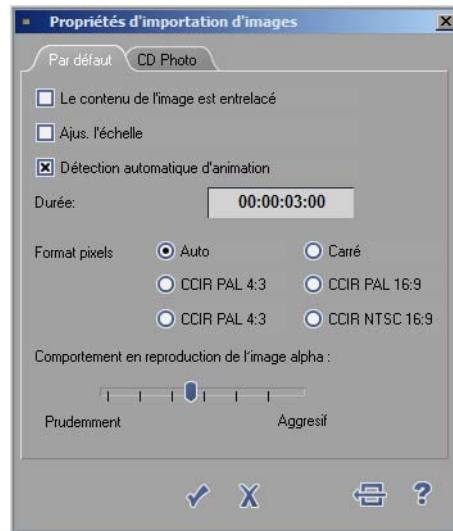 Propriétés d'importation d'images
Par défaut CD Photo
Le contenu de l'image est entrelacé
Ajus. l'échelle
Détection automatique d'animation
Durée: 00:00:03:00
Format pixels Auto Carré
CCIR PAL 4:3 CCIR PAL 16:9
CCIR PAL 4:3 CCIR NTSC 16:9
Comportement en reproduction de l'image alpha :
Prudemment Aggresif